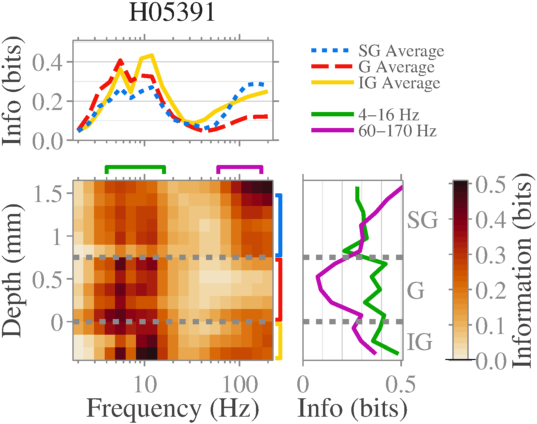 H05391
Info (bits)
0.4
0.2
0.0
SG Average
G Average
IG Average
4−16 Hz
60−170 Hz
Depth (mm)
1.5
1.0
0.5
0
10
100
Frequency (Hz)
SG
G
IG
0
0.5
Info (bits)
0.5
0.4
0.3
0.2
0.1
0.0
Information (bits)